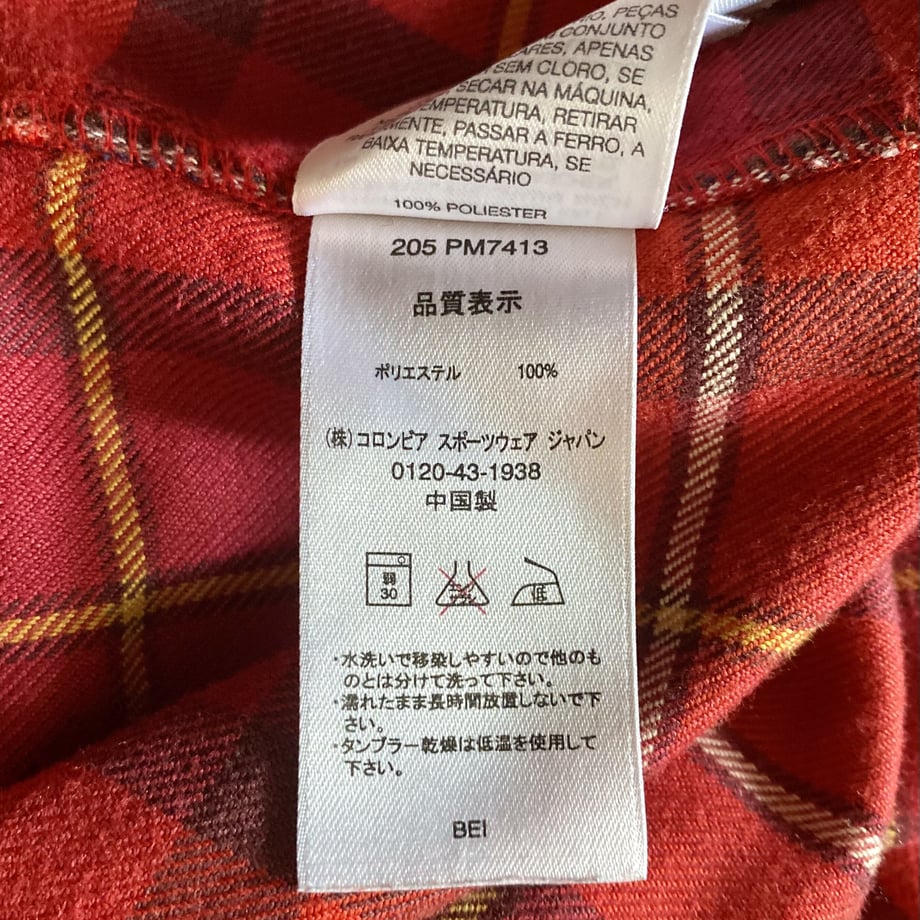 PEÇAS
CONJUNTO
ARES, APENAS
SEM CLORO, SE
SECAR NA MÁQUINA,
TEMPERATURA, RETIRAR
PASSAR A FERRO, A
BAIXA TEMPERATURA, SE
NECESSÁRIO
100% POLIESTER
205 PM7413
品質表示
ポリエステル 100%
(株)コロンビア スポーツウェア ジャパン
0120-43-1938
中国製
弱
30
低
・水洗いで移染しやすいので他のも
のとは分けて洗って下さい。
・濡れたまま長時間放置しないで下
さい。
・タンブラー乾燥は低温を使用して
下さい。
BEI